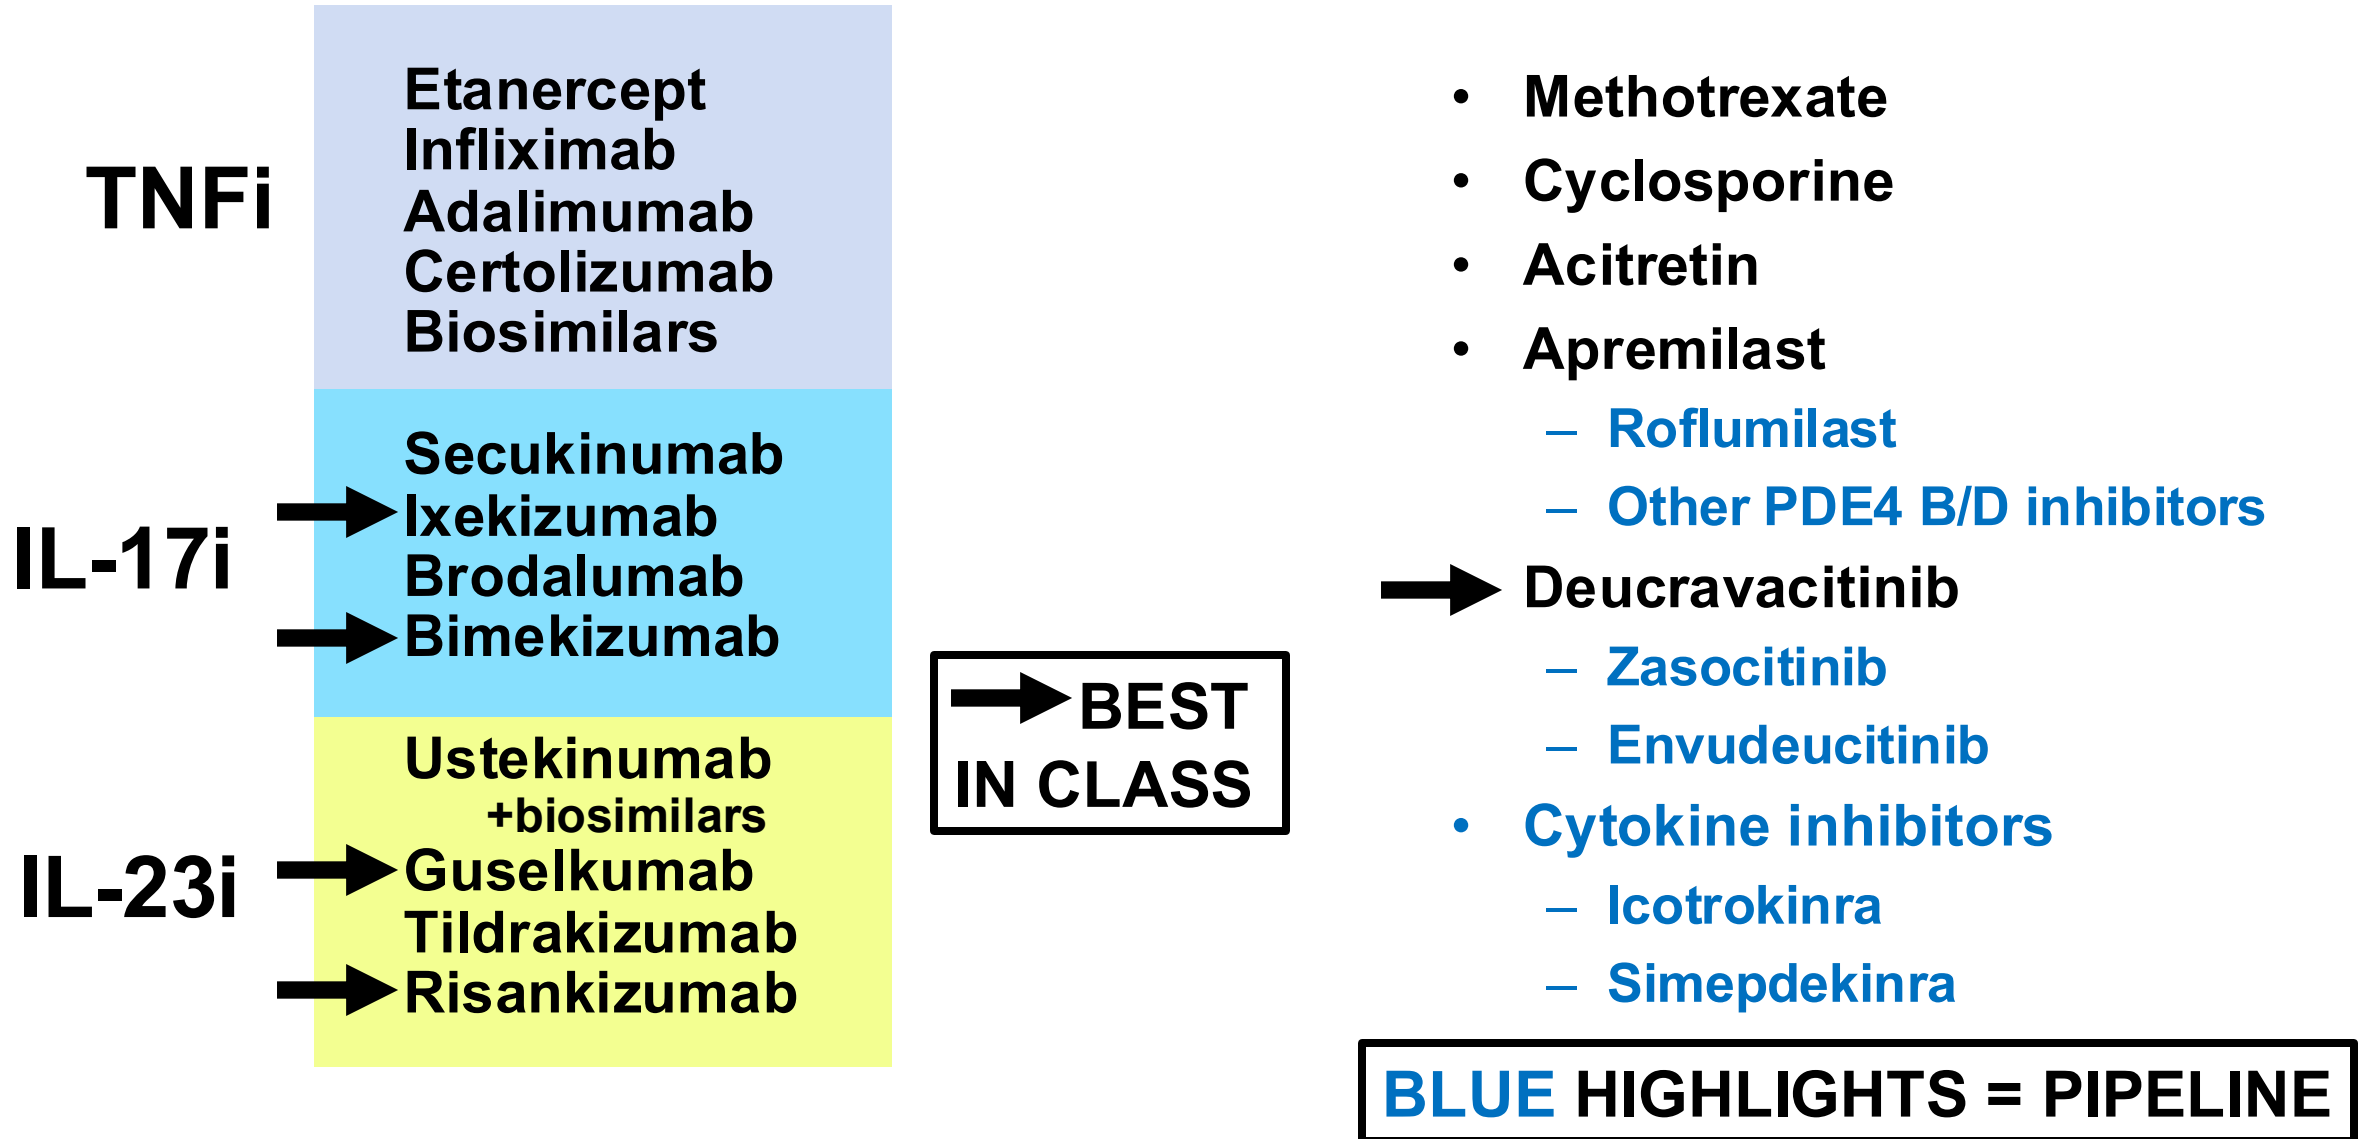 TNFi
Etanercept
Infliximab
Adalimumab
Certolizumab
Biosimilars
IL-17i
Secukinumab
Ixekizumab
Brodalumab
Bimekizumab
IL-23i
Ustekinumab
+biosimilars
Guselkumab
Tildrakizumab
Risankizumab
BEST
IN CLASS
• Methotrexate
• Cyclosporine
• Acitretin
• Apremilast
– Roflumilast
– Other PDE4 B/D inhibitors
Deucravacitinib
– Zasocitinib
– Envudeucitinib
• Cytokine inhibitors
– Icotrokinra
– Simepdekinra
BLUE HIGHLIGHTS = PIPELINE